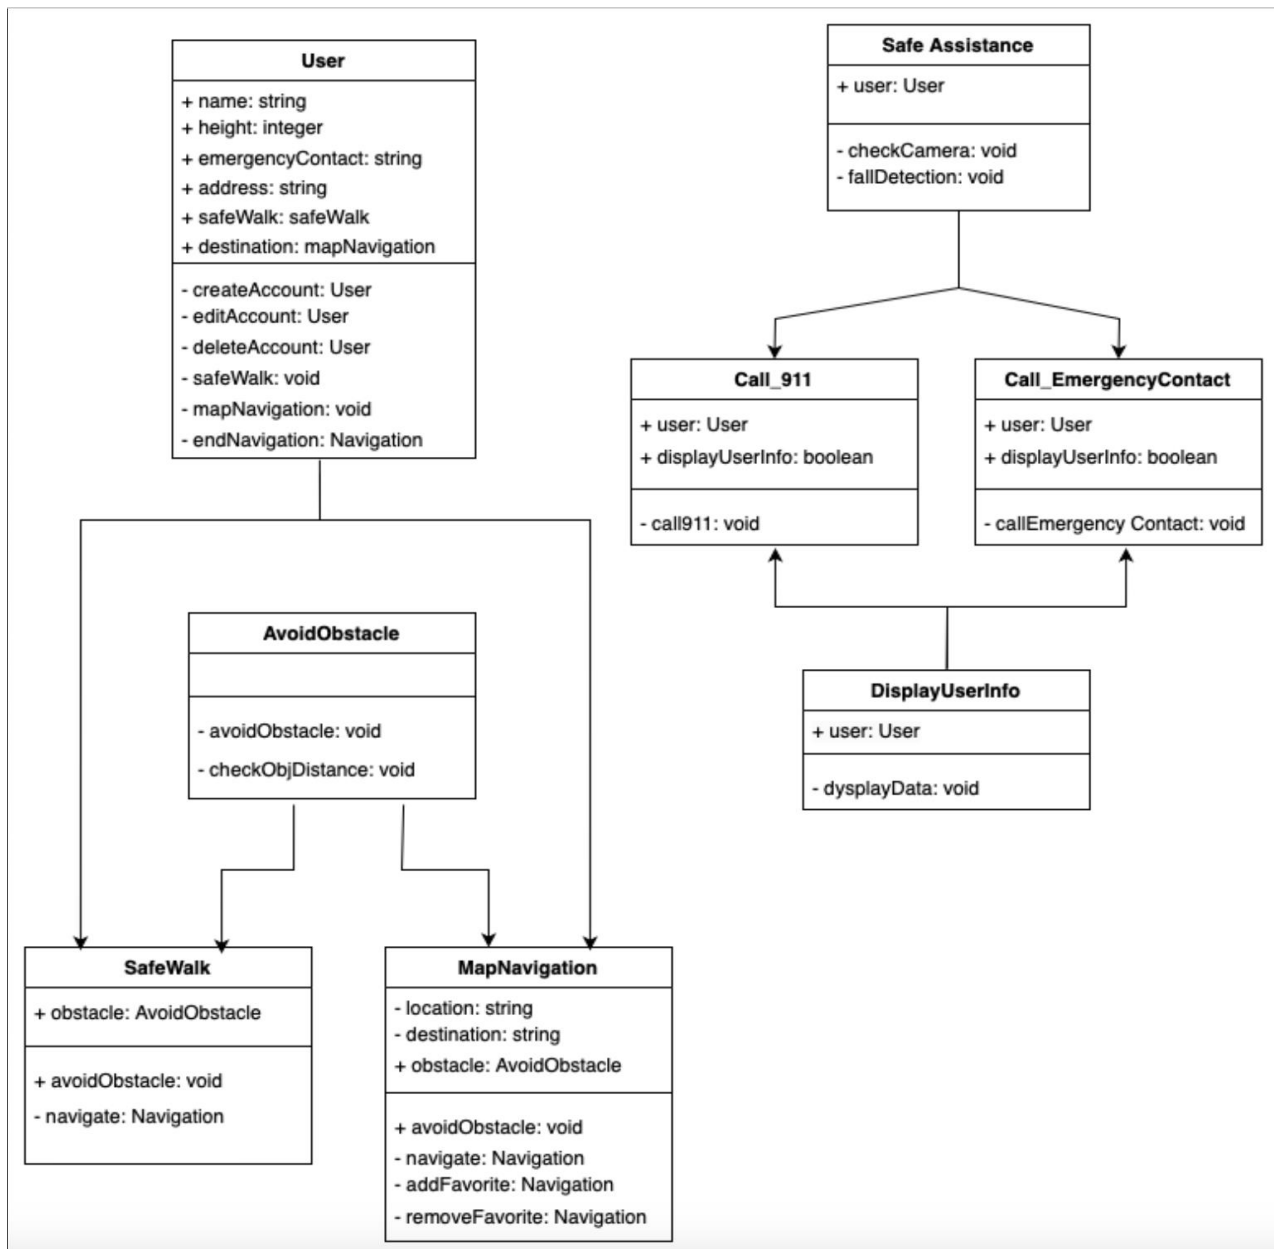 User
+ name: string
+ height: integer
+ emergencyContact: string
+ address: string
+ safeWalk: safeWalk
+ destination: mapNavigation
- createAccount: User
- editAccount: User
- deleteAccount: User
- safeWalk: void
- mapNavigation: void
- endNavigation: Navigation
Safe Assistance
+ user: User
- checkCamera: void
- fallDetection: void
Call_911
+ user: User
+ displayUserInfo: boolean
- call911: void
Call_EmergencyContact
+ user: User
+ displayUserInfo: boolean
- callEmergency Contact: void
AvoidObstacle
- avoidObstacle: void
- checkObjDistance: void
DisplayUserInfo
+ user: User
- dysplayData: void
SafeWalk
+ obstacle: AvoidObstacle
+ avoidObstacle: void
- navigate: Navigation
MapNavigation
- location: string
- destination: string
+ obstacle: AvoidObstacle
+ avoidObstacle: void
- navigate: Navigation
- addFavorite: Navigation
- removeFavorite: Navigation